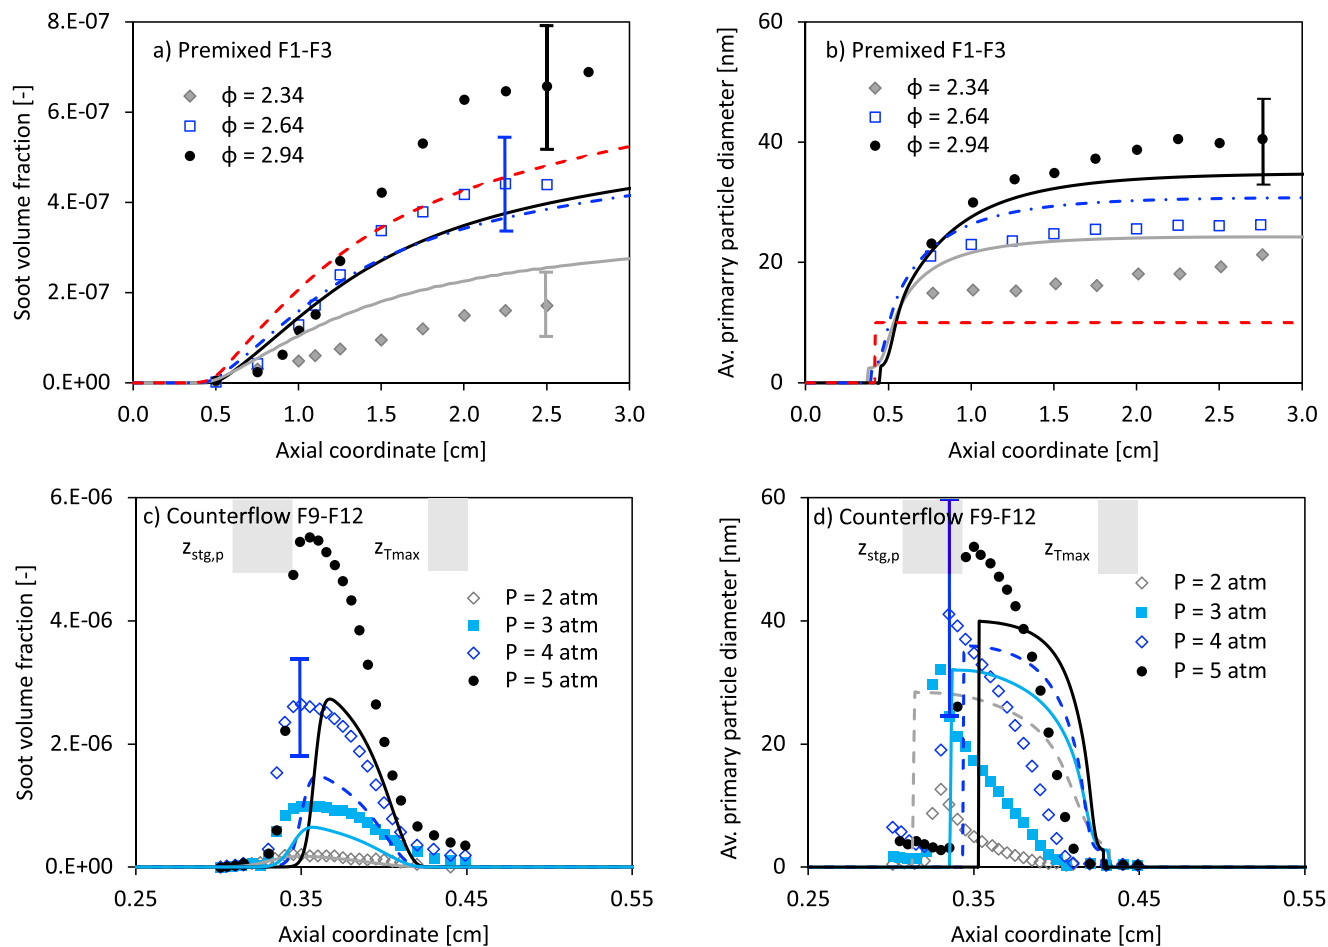 a) Premixed F1-F3
Soot volume fraction [-]
8.E-07
6.E-07
4.E-07
2.E-07
0.E+00
ϕ = 2.34
ϕ = 2.64
ϕ = 2.94
0.0 0.5 1.0 1.5 2.0 2.5 3.0
Axial coordinate [cm]
b) Premixed F1-F3
Av. primarry particle diameter [nm]
60
40
20
0
ϕ = 2.34
ϕ = 2.64
ϕ = 2.94
0.0 0.5 1.0 1.5 2.0 2.5 3.0
Axial coordinate [cm]
c) Counterflow F9-F12
Soot volume fraction [-]
6.E-06
4.E-06
2.E-06
0.E+00
zstg,p
zTmax
P = 2 atm
P = 3 atm
P = 4 atm
P = 5 atm
0.25 0.35 0.45 0.55
Axial coordinate [cm]
d) Counterflow F9-F12
Av. primary particle diameter [nm]
60
40
20
0
zstg,p
zTmax
P = 2 atm
P = 3 atm
P = 4 atm
P = 5 atm
0.25 0.35 0.45 0.55
Axial coordinate [cm]